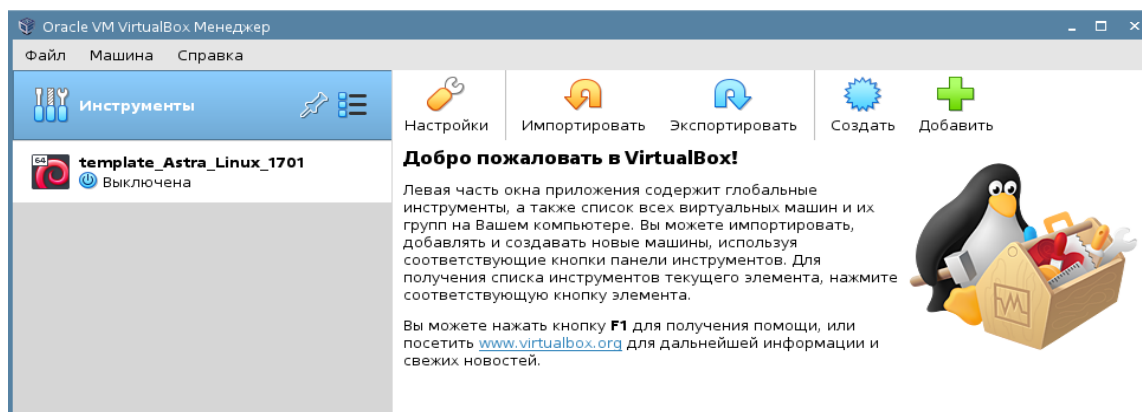 Oracle VM VirtualBox Менеджер
Файл Машина Справка
Инструменты
Настройки Импортировать Экспортировать Создать Добавить
64
template_Astra_Linux_1701
Выключена
Добро пожаловать в VirtualBox!
Левая часть окна приложения содержит глобальные
инструменты, а также список всех виртуальных машин и их
групп на Вашем компьютере. Вы можете импортировать,
добавлять и создавать новые машины, используя
соответствующие кнопки панели инструментов. Для
получения списка инструментов текущего элемента, нажмите
соответствующую кнопку элемента.
Вы можете нажать кнопку F1 для получения помощи, или
посетить www.virtualbox.org для дальнейшей информации и
свежих новостей.